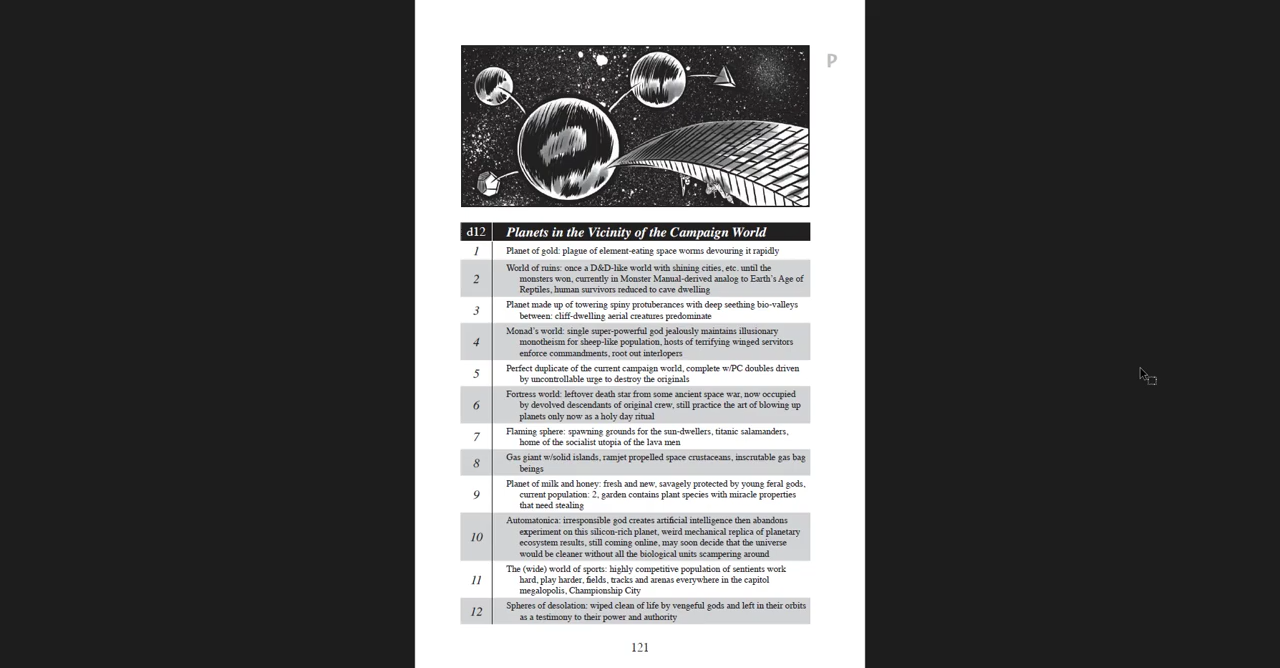 P
d12 Planets in the Vicinity of the Campaign World
1 Planet of gold: plague of element-eating space worms devouring it rapidly
2 World of ruins: once a D&D-like world with shining cities, etc. until the
monsters won, currently in Monster Manual-derived analog to Earth's Age of
Reptiles, human survivors reduced to cave dwelling
3 Planet made up of towering spiny protuberances with deep seething bio-valleys
between: cliff-dwelling aerial creatures predominate
4 Monad's world: single super-powerful god jealously maintains illusionary
monotheism for sheep-like population, hosts of terrifying winged servitors
enforce commandments, root out interlopers
5 Perfect duplicate of the current campaign world, complete w/PC doubles driven
by uncontrollable urge to destroy the originals
6 Fortress world: leftover death star from some ancient space war, now occupied
by devolved descendants of original crew, still practice the art of blowing up
planets only now as a holy day ritual
7 Flaming sphere: spawning grounds for the sun-dwellers, titanic salamanders,
home of the socialist utopia of the lava men
8 Gas giant w/solid islands, ramjet propelled space crustaceans, inscrutable gas bag
beings
9 Planet of milk and honey: fresh and new, savagely protected by young feral gods,
current population: 2, garden contains plant species with miracle properties
that need stealing
10 Automatonica: irresponsible god creates artificial intelligence then abandons
experiment on this silicon-rich planet, weird mechanical replica of planetary
ecosystem results, still coming online, may soon decide that the universe
would be cleaner without all the biological units scampering around
11 The (wide) world of sports: highly competitive population of sentients work
hard, play harder, fields, tracks and arenas everywhere in the capitol
megalopolis, Championship City
12 Spheres of desolation: wiped clean of life by vengeful gods and left in their orbits
as a testimony to their power and authority
121